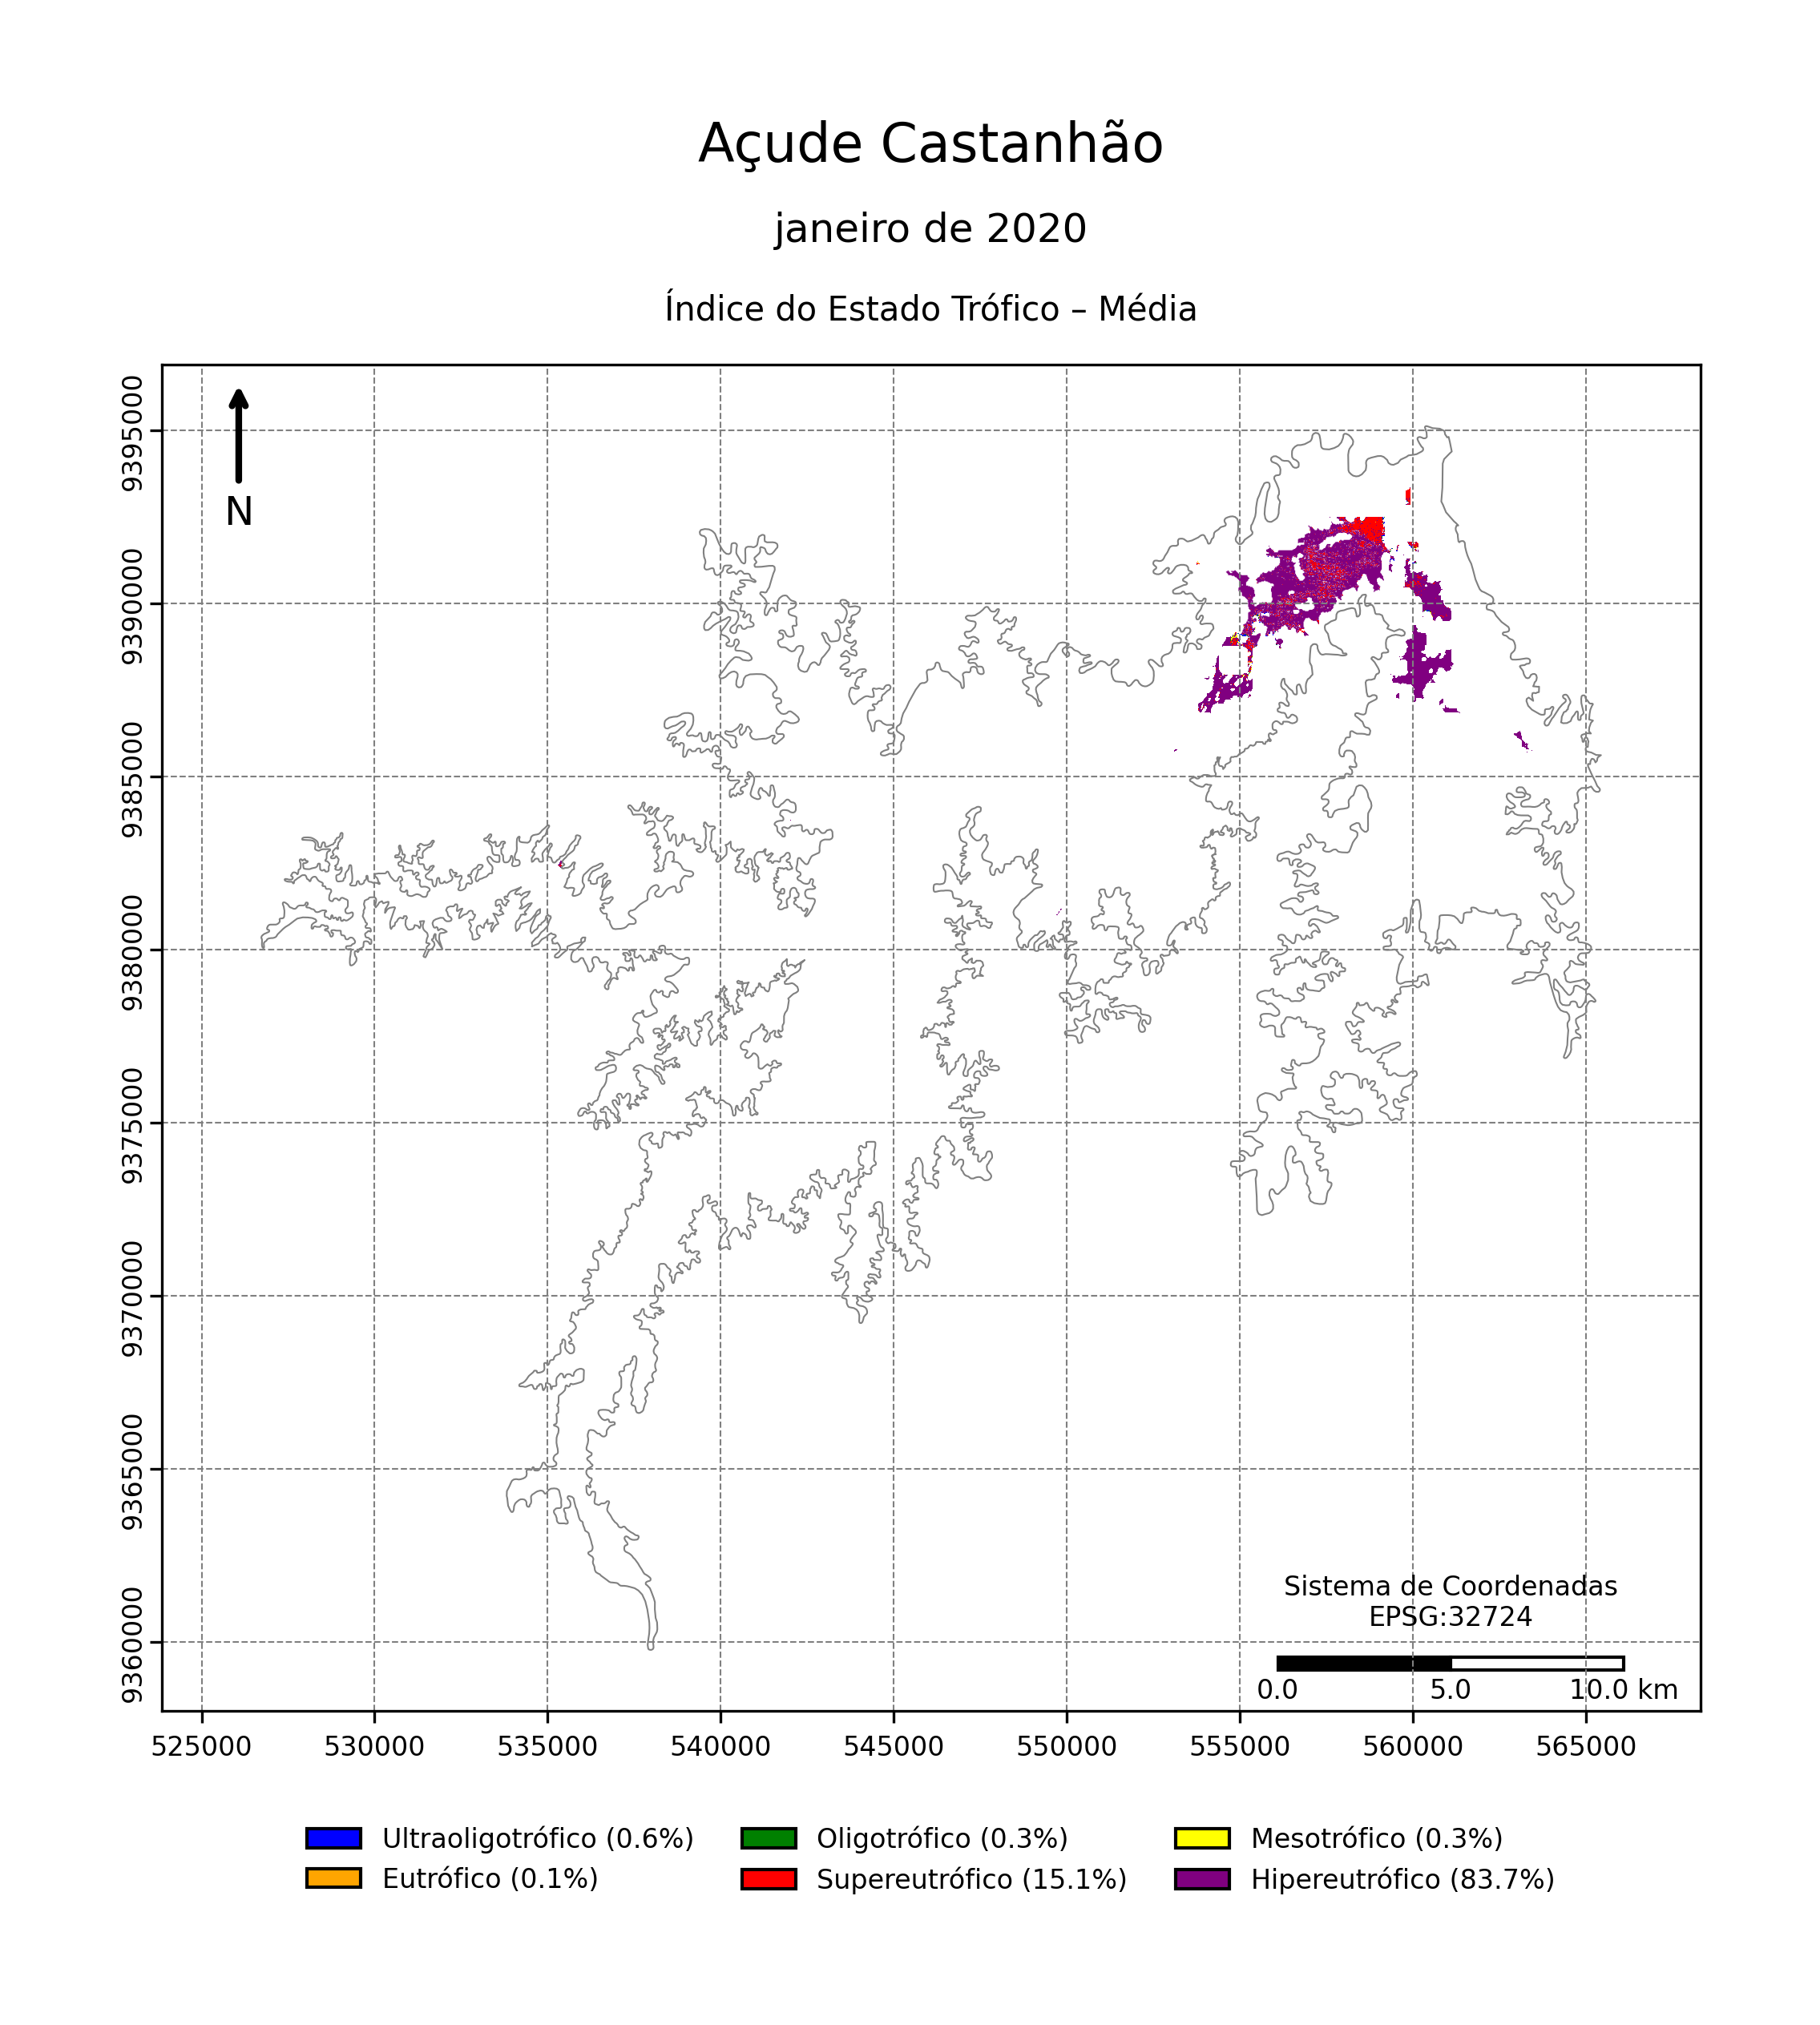 Açude Castanhão
janeiro de 2020
Índice do Estado Trófico – Média
9395000
9390000
9385000
9380000
9375000
9370000
9365000
9360000
N
Sistema de Coordenadas
EPSG:32724
0.0 5.0 10.0 km
525000 530000 535000 540000 545000 550000 555000 560000 565000
Ultraoligotrófico (0.6%) Oligotrófico (0.3%) Mesotrófico (0.3%)
Eutrófico (0.1%) Supereutrófico (15.1%) Hipereutrófico (83.7%)